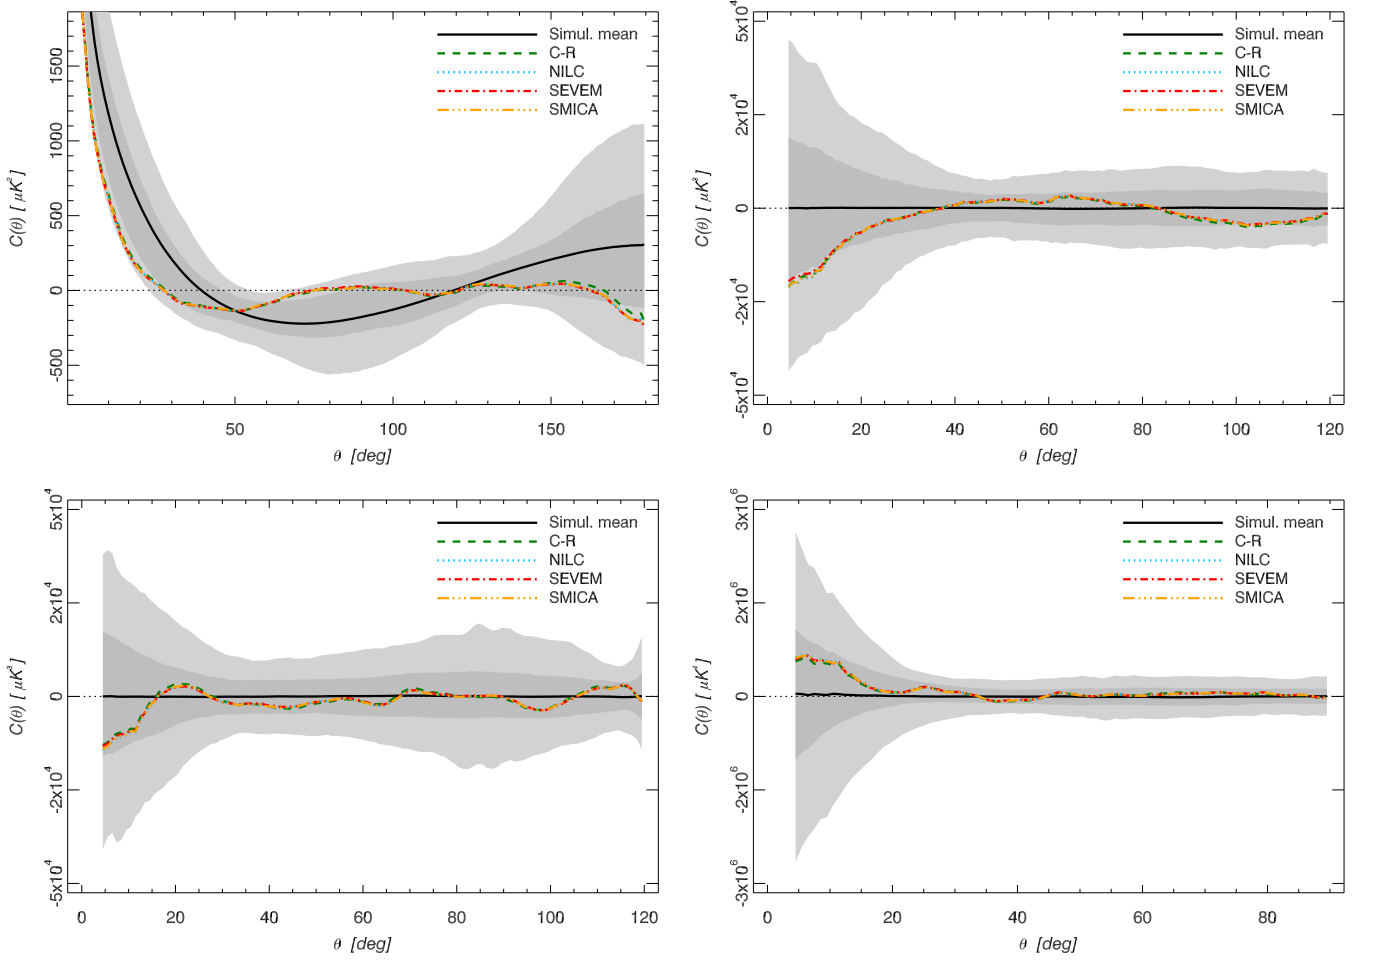 Simul. mean
C-R
NILC
SEVEM
SMICA
C(θ) [ μK²]
1500
1000
500
0
-500
50
100
150
θ [deg]
Simul. mean
C-R
NILC
SEVEM
SMICA
C(θ) [ μK³]
5x10⁴
2x10⁴
0
-2x10⁴
-5x10⁴
0
20
40
60
80
100
120
θ [deg]
Simul. mean
C-R
NILC
SEVEM
SMICA
C(θ) [ μK³]
5x10⁴
2x10⁴
0
-2x10⁴
-5x10⁴
0
20
40
60
80
100
120
θ [deg]
Simul. mean
C-R
NILC
SEVEM
SMICA
C(θ) [ μK⁴]
3x10⁶
2x10⁶
0
-2x10⁶
-3x10⁶
0
20
40
60
80
θ [deg]